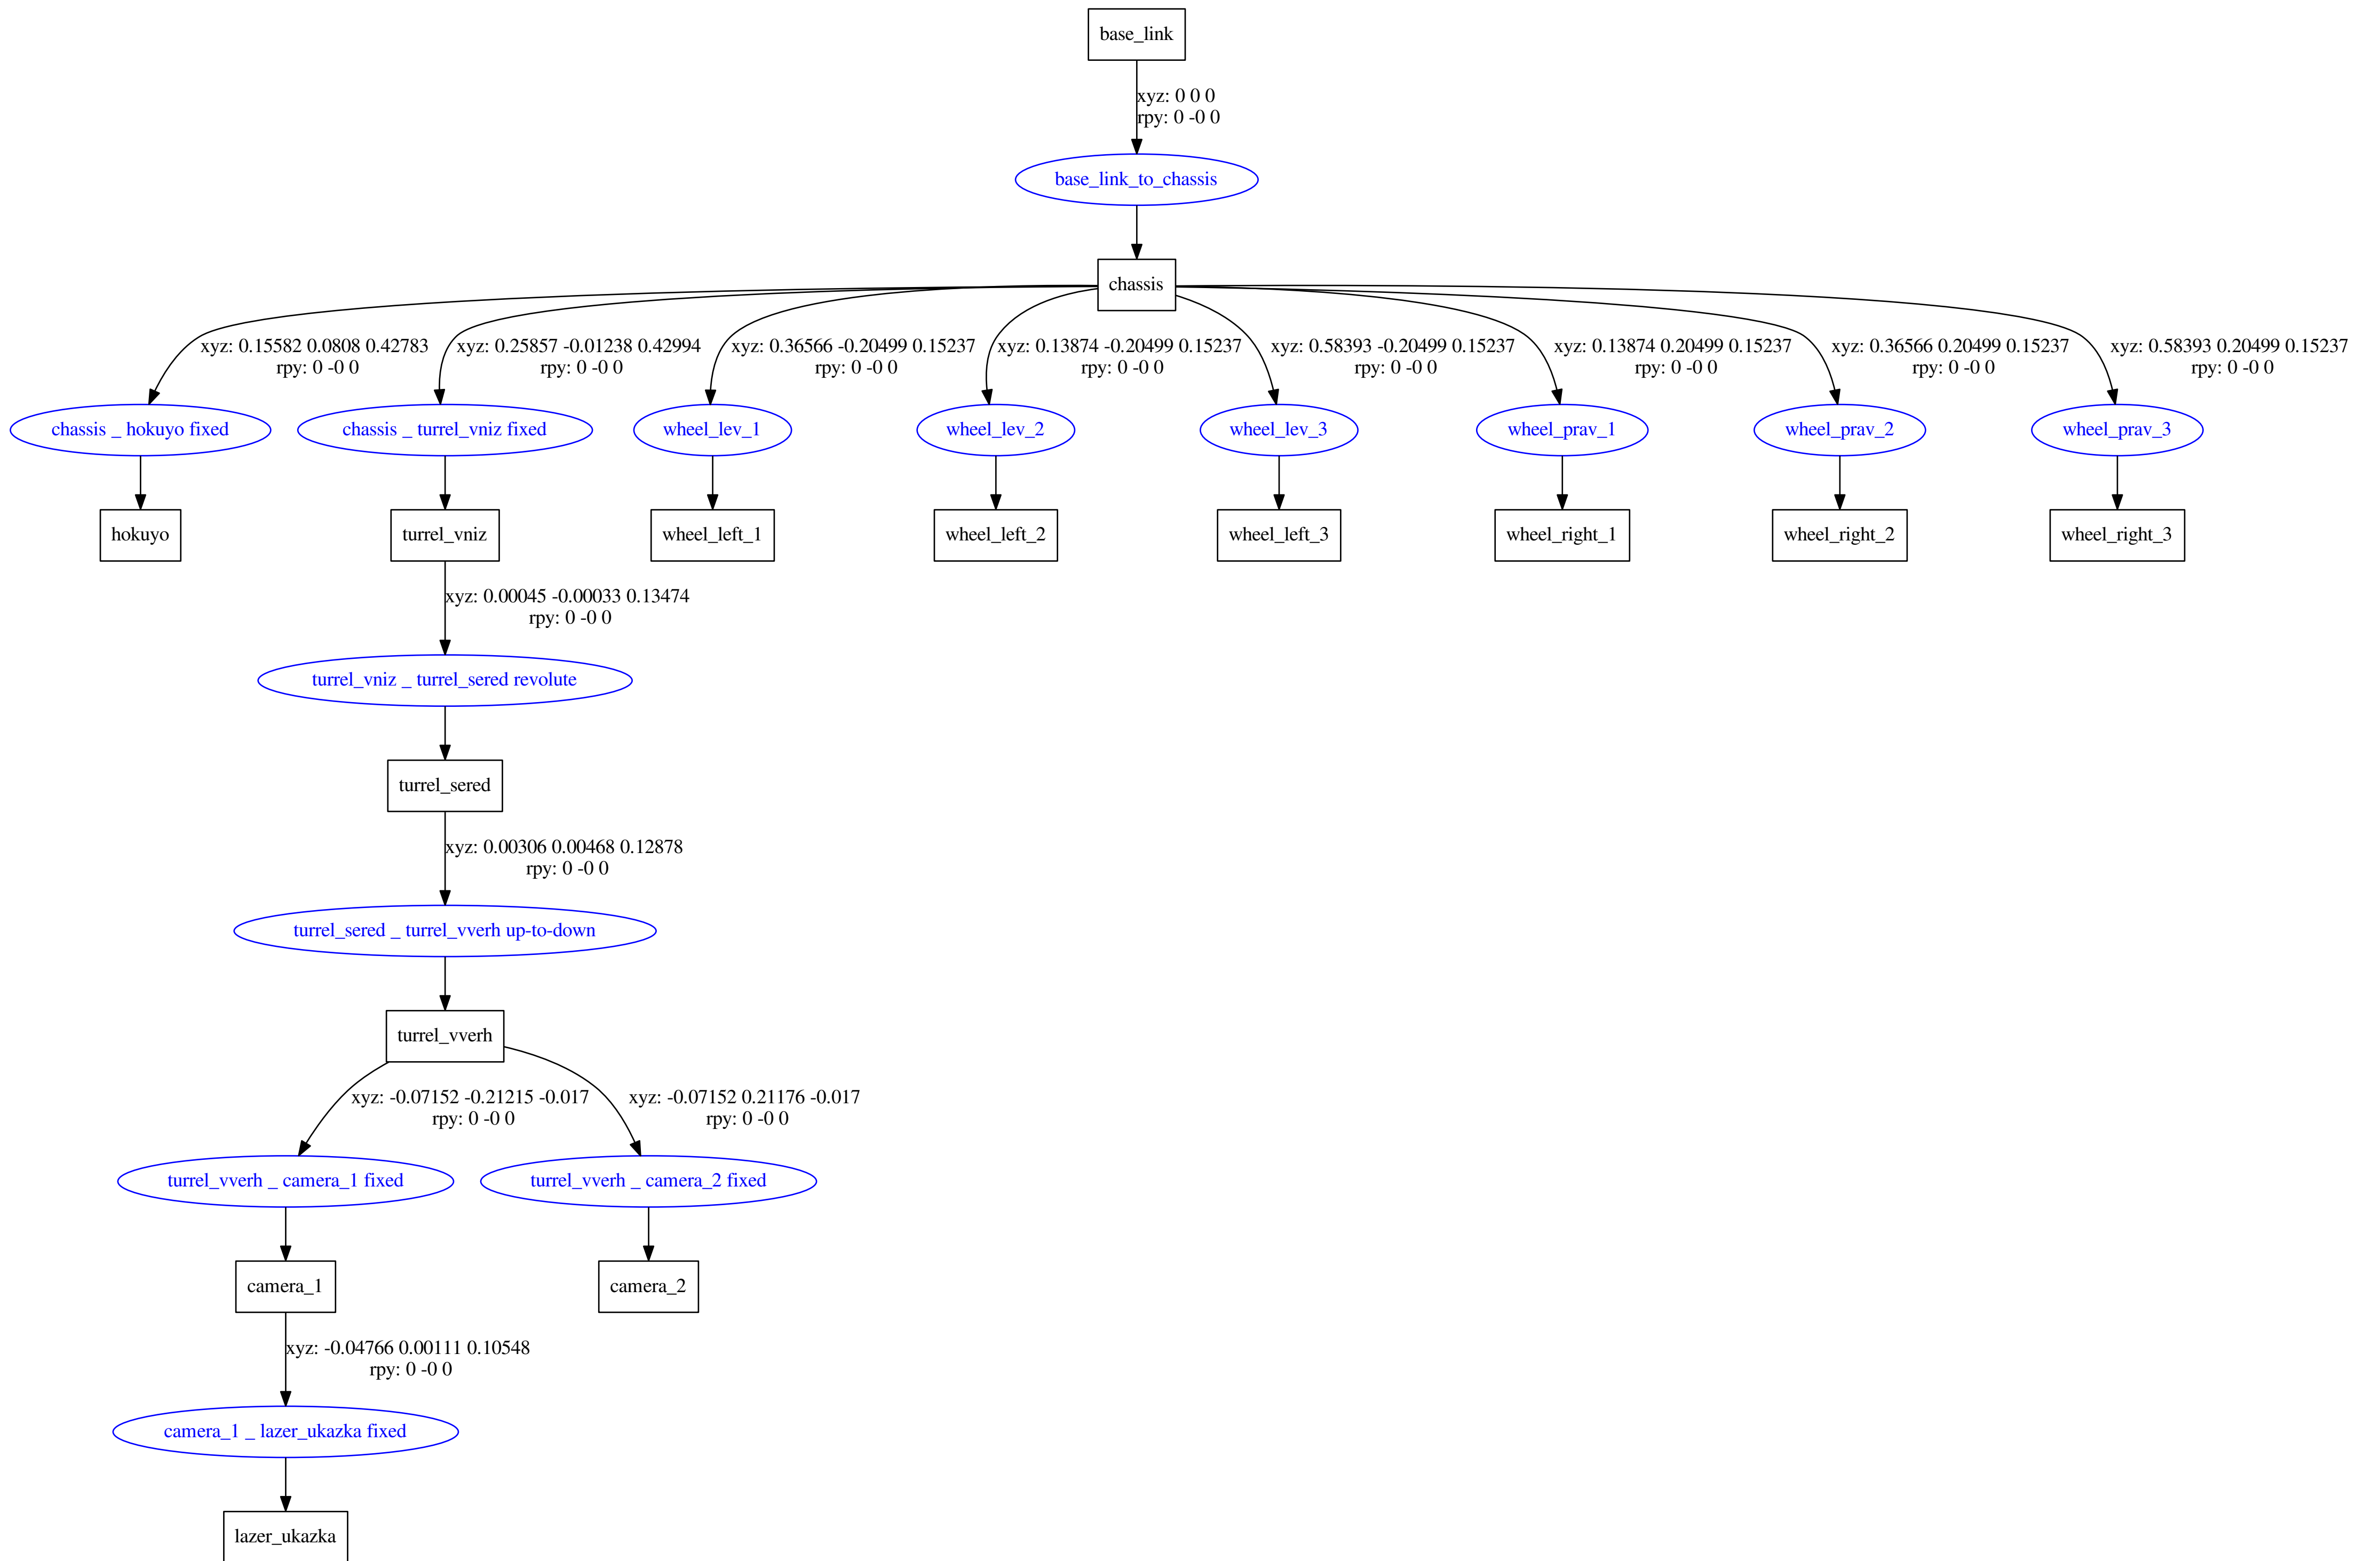 base_link
xyz: 0 0 0
rpy: 0 -0 0
base_link_to_chassis
chassis
xyz: 0.15582 0.0808 0.42783
rpy: 0 -0 0
xyz: 0.25857 -0.01238 0.42994
rpy: 0 -0 0
xyz: 0.36566 -0.20499 0.15237
rpy: 0 -0 0
xyz: 0.13874 -0.20499 0.15237
rpy: 0 -0 0
xyz: 0.58393 -0.20499 0.15237
rpy: 0 -0 0
xyz: 0.13874 0.20499 0.15237
rpy: 0 -0 0
xyz: 0.36566 0.20499 0.15237
rpy: 0 -0 0
xyz: 0.58393 0.20499 0.15237
rpy: 0 -0 0
chassis _ hokuyo fixed
chassis _ turrel_vniz fixed
wheel_lev_1
wheel_lev_2
wheel_lev_3
wheel_prav_1
wheel_prav_2
wheel_prav_3
hokuyo
turrel_vniz
wheel_left_1
wheel_left_2
wheel_left_3
wheel_right_1
wheel_right_2
wheel_right_3
xyz: 0.00045 -0.00033 0.13474
rpy: 0 -0 0
turrel_vniz _ turrel_sered revolute
turrel_sered
xyz: 0.00306 0.00468 0.12878
rpy: 0 -0 0
turrel_sered _ turrel_vverh up-to-down
turrel_vverh
xyz: -0.07152 -0.21215 -0.017
rpy: 0 -0 0
xyz: -0.07152 0.21176 -0.017
rpy: 0 -0 0
turrel_vverh _ camera_1 fixed
turrel_vverh _ camera_2 fixed
camera_1
camera_2
xyz: -0.04766 0.00111 0.10548
rpy: 0 -0 0
camera_1 _ lazer_ukazka fixed
lazer_ukazka